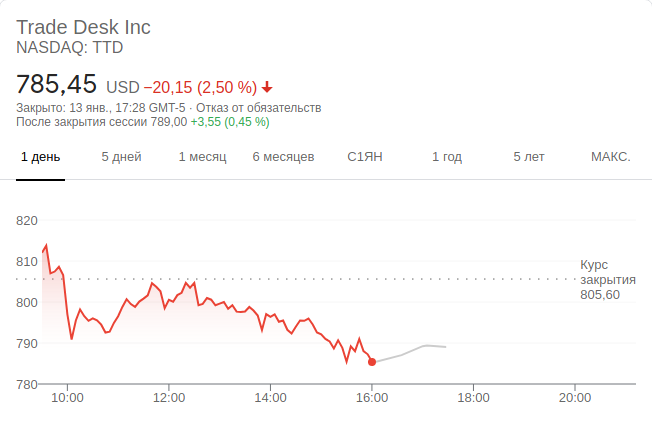 Trade Desk Inc
NASDAQ: TTD
785,45 USD −20,15 (2,50 %)
Закрыто: 13 янв., 17:28 GMT-5 · Отказ от обязательств
После закрытия сессии 789,00 +3,55 (0,45 %)
1 день 5 дней 1 месяц 6 месяцев С1ЯН 1 год 5 лет МАКС.
820
810
Курс
закрытия
805,60
800
790
780
10:00 12:00 14:00 16:00 18:00 20:00